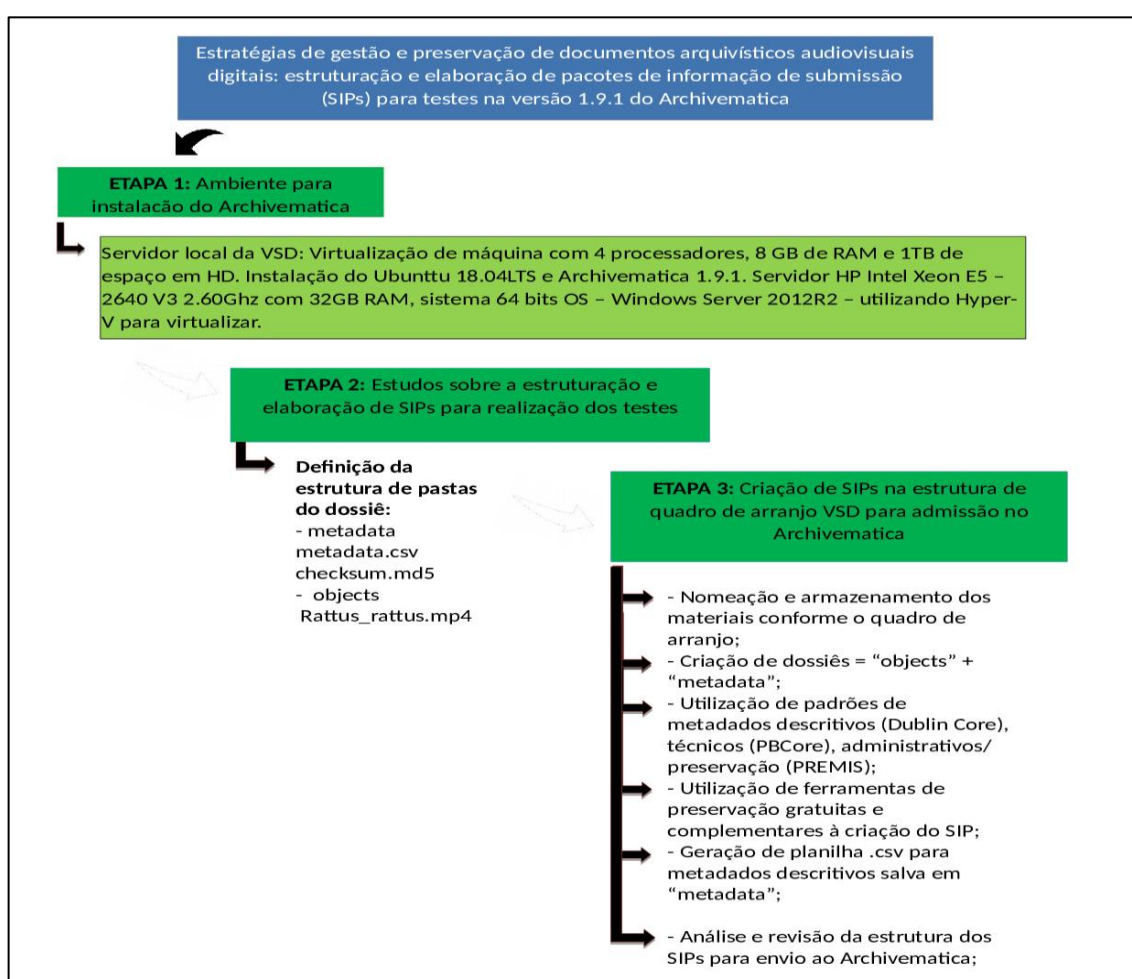 Estratégias de gestão e preservação de documentos arquivísticos audiovisuais
digitais: estruturação e elaboração de pacotes de informação de submissão
(SIPs) para testes na versão 1.9.1 do Archivematica
ETAPA 1: Ambiente para
instalacão do Archivematica
Servidor local da VSD: Virtualização de máquina com 4 processadores, 8 GB de RAM e 1TB de
espaço em HD. Instalação do Ubunttu 18.04LTS e Archivematica 1.9.1. Servidor HP Intel Xeon E5 –
2640 V3 2.60Ghz com 32GB RAM, sistema 64 bits OS – Windows Server 2012R2 – utilizando Hyper-
V para virtualizar.
ETAPA 2: Estudos sobre a estruturação e
elaboração de SIPs para realização dos testes
Definição da
estrutura de pastas
do dossiê:
- metadata
metadata.csv
checksum.md5
- objects
Rattus_rattus.mp4
ETAPA 3: Criação de SIPs na estrutura de
quadro de arranjo VSD para admissão no
Archivematica
- Nomeação e armazenamento dos
materiais conforme o quadro de
arranjo;
- Criação de dossiês = “objects” +
“metadata”;
- Utilização de padrões de
metadados descritivos (Dublin Core),
técnicos (PBCore), administrativos/
preservação (PREMIS);
- Utilização de ferramentas de
preservação gratuitas e
complementares à criação do SIP;
- Geração de planilha .csv para
metadados descritivos salva em
“metadata”;
- Análise e revisão da estrutura dos
SIPs para envio ao Archivematica;